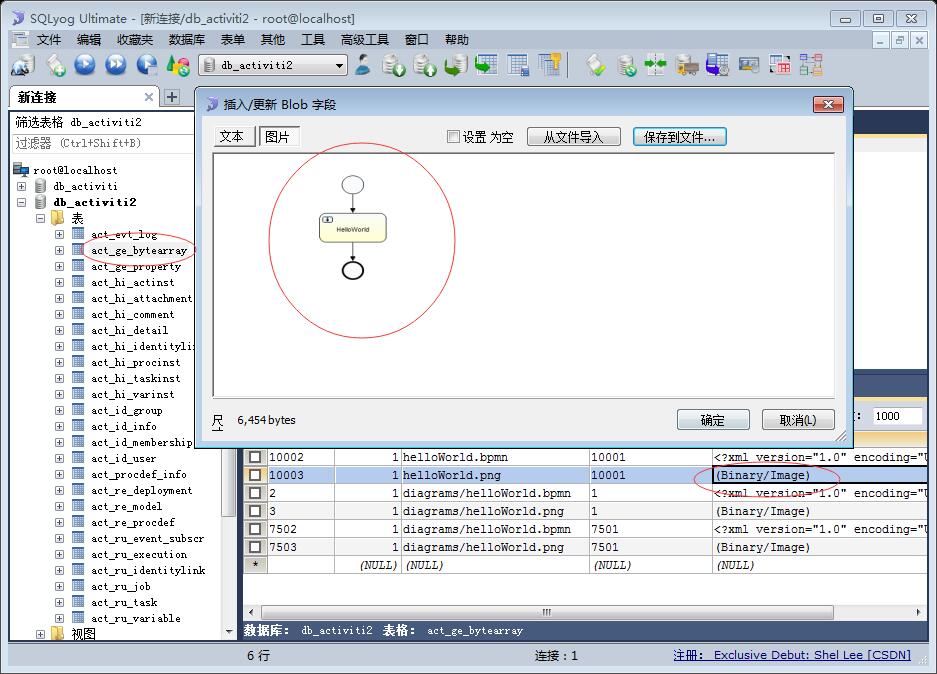 SQLyog Ultimate - [新连接/db_activiti2 - root@localhost]
文件 编辑 收藏夹 数据库 表单 其他 工具 高级工具 窗口 帮助
db_activiti2
新连接
筛选表格 db_activiti2
过滤器 (Ctrl+Shift+B)
root@localhost
db_activiti
db_activiti2
表
act_evt_log
act_ge_bytearray
act_ge_property
act_hi_actinst
act_hi_attachment
act_hi_comment
act_hi_detail
act_hi_identitylin
act_hi_procinst
act_hi_taskinst
act_hi_varinst
act_id_group
act_id_info
act_id_membership
act_id_user
act_procdef_info
act_re_deployment
act_re_model
act_re_procdef
act_ru_event_subscr
act_ru_execution
act_ru_identitylink
act_ru_job
act_ru_task
act_ru_variable
视图
插入/更新 Blob 字段
文本 图片 设置 为空 从文件导入 保存到文件...
HelloWorld
尺 6,454 bytes 确定 取消(L)
: 1000
10002 1 helloWorld.bpmn 10001 <?xml version="1.0" encoding="U
10003 1 helloWorld.png 10001 (Binary/Image)
2 1 diagrams/helloWorld.bpmn 1 <?xml version="1.0" encoding="U
3 1 diagrams/helloWorld.png 1 (Binary/Image)
7502 1 diagrams/helloWorld.bpmn 7501 <?xml version="1.0" encoding="U
7503 1 diagrams/helloWorld.png 7501 (Binary/Image)
* (NULL) (NULL) (NULL) (NULL)
数据库: db_activiti2 表格: act_ge_bytearray
6 行 连接: 1 注册: Exclusive Debut: Shel Lee [CSDN]